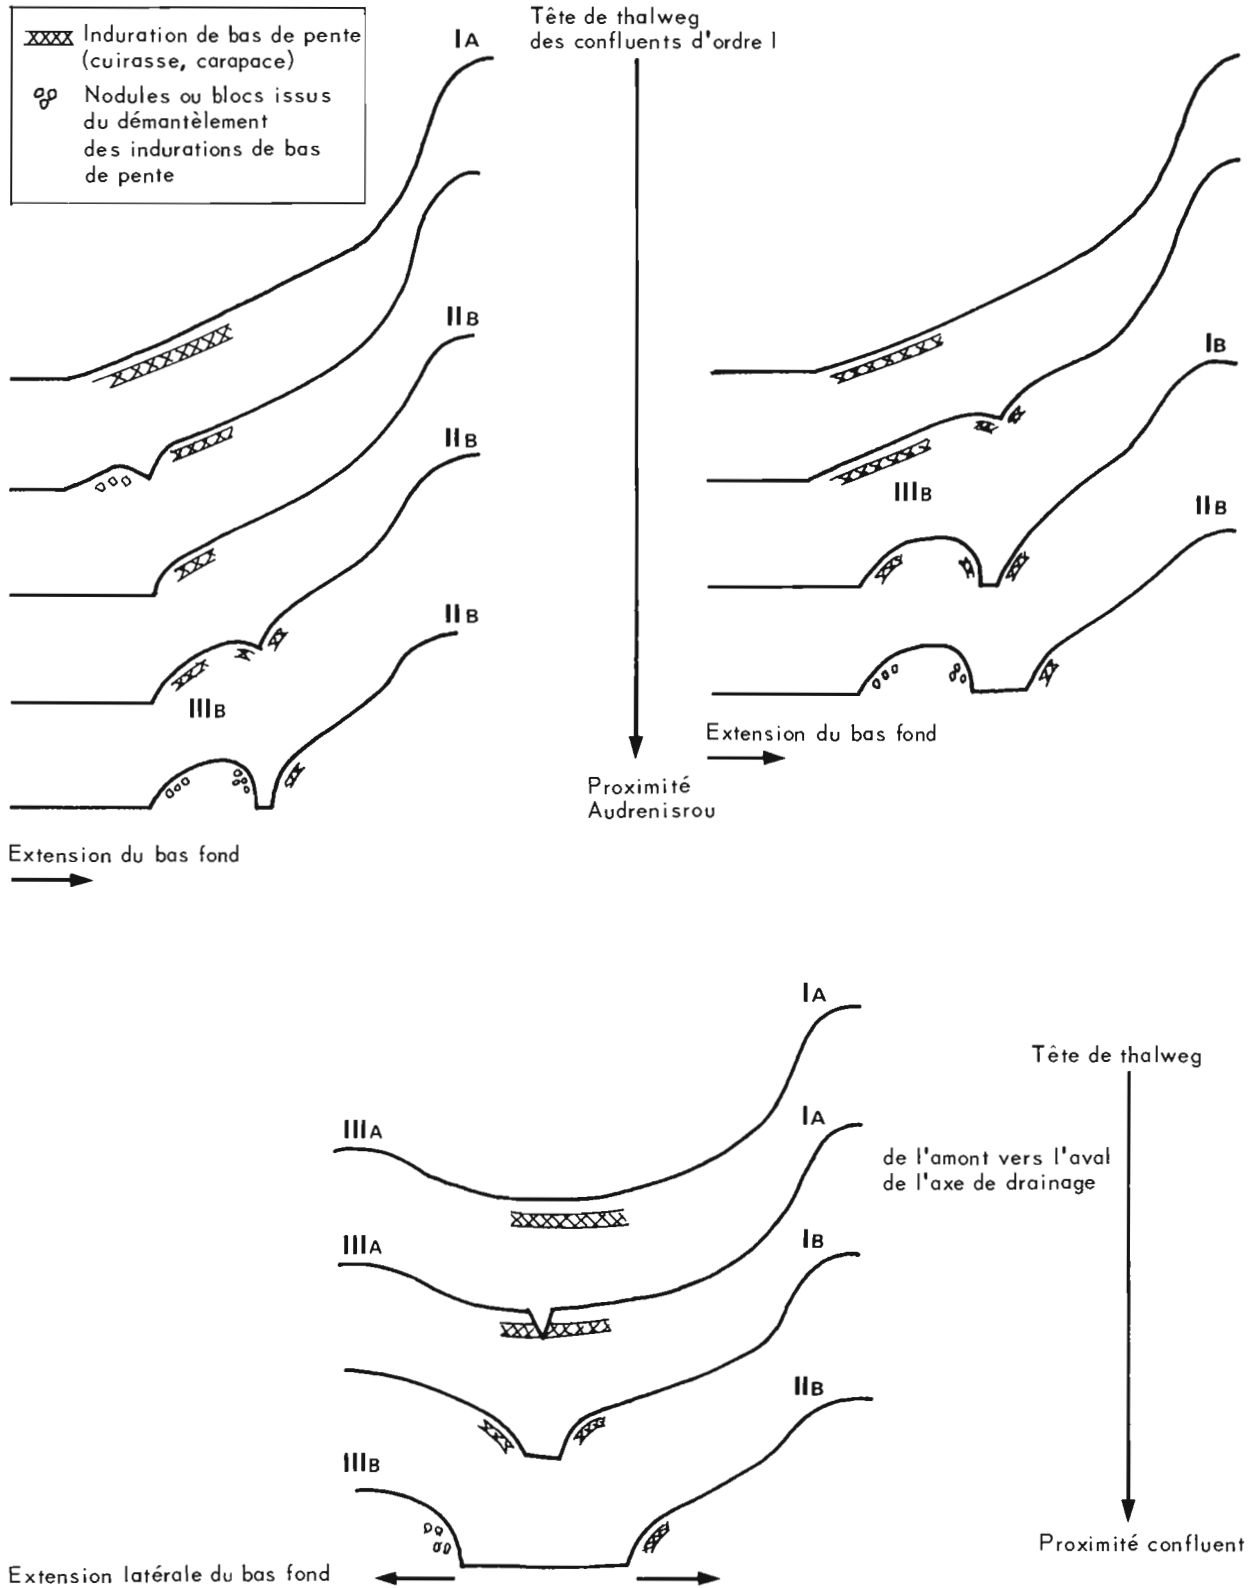 Induration de bas de pente
(cuirasse, carapace)
Nodules ou blocs issus
du démantèlement
des indurations de bas
de pente
Tête de thalweg
des confluents d'ordre I
IA
IIB
IIB
IIIB
IIB
Extension du bas fond
Proximité
Audrenisrou
IB
IIIB
IIB
Extension du bas fond
IA
IIIA
IA
IIIA
IB
IIB
IIIB
Extension latérale du bas fond
Tête de thalweg
de l'amont vers l'aval
de l'axe de drainage
Proximité confluent